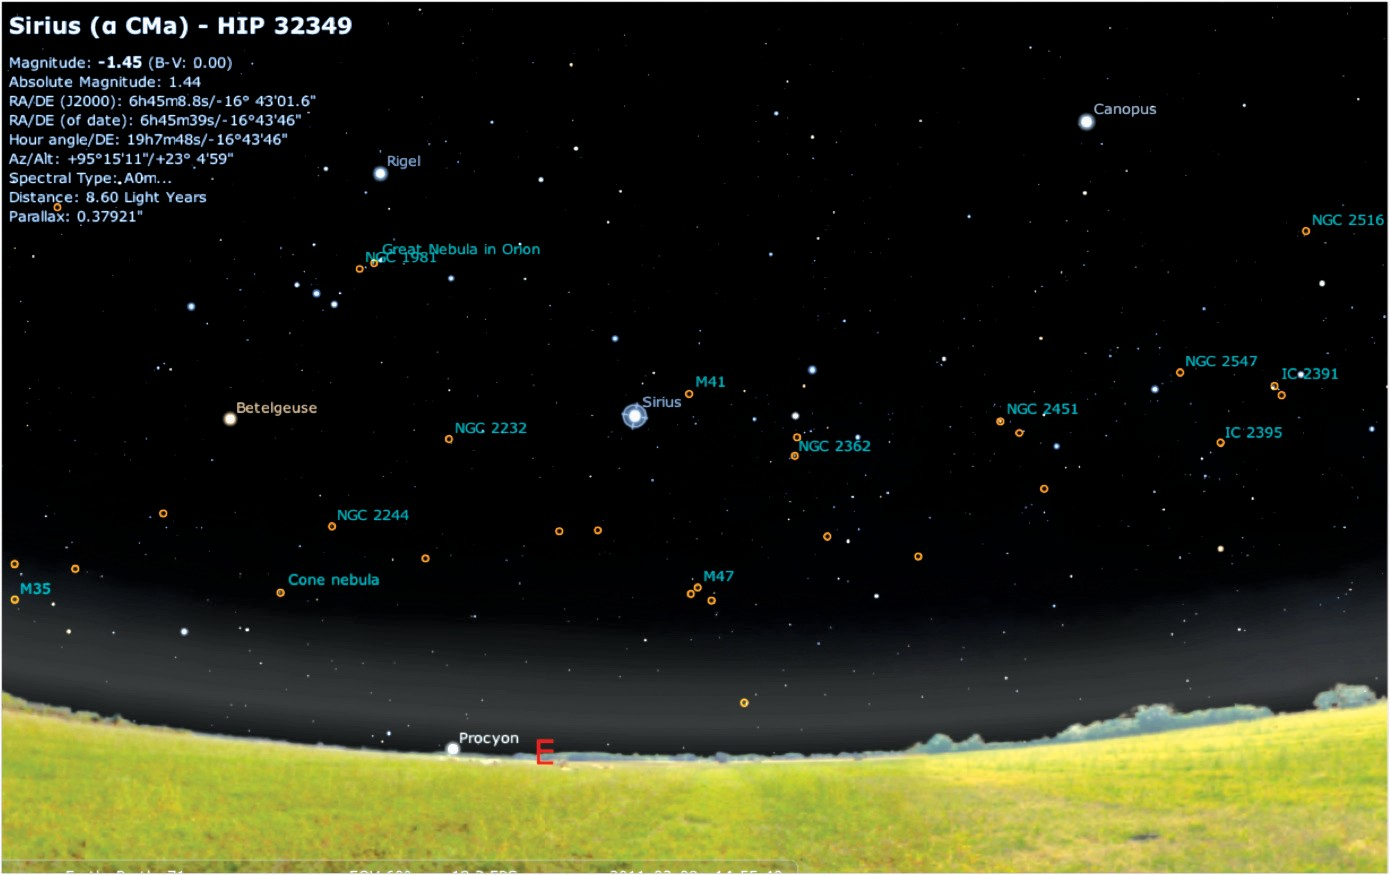 Sirius (α CMa) - HIP 32349
Magnitude: -1.45 (B-V: 0.00)
Absolute Magnitude: 1.44
RA/DE (J2000): 6h45m8.8s/-16° 43'01.6"
RA/DE (of date): 6h45m39s/-16°43'46"
Hour angle/DE: 19h7m48s/-16°43'46"
Az/Alt: +95°15'11"/+23° 4'59"
Spectral Type: A0m...
Distance: 8.60 Light Years
Parallax: 0.37921"
Canopus
Rigel
NGC 2516
Great Nebula in Orion
NGC 1981
NGC 2547
IC 2391
M41
Sirius
Betelgeuse
NGC 2451
NGC 2232
IC 2395
NGC 2362
NGC 2244
M47
Cone nebula
M35
Procyon
E